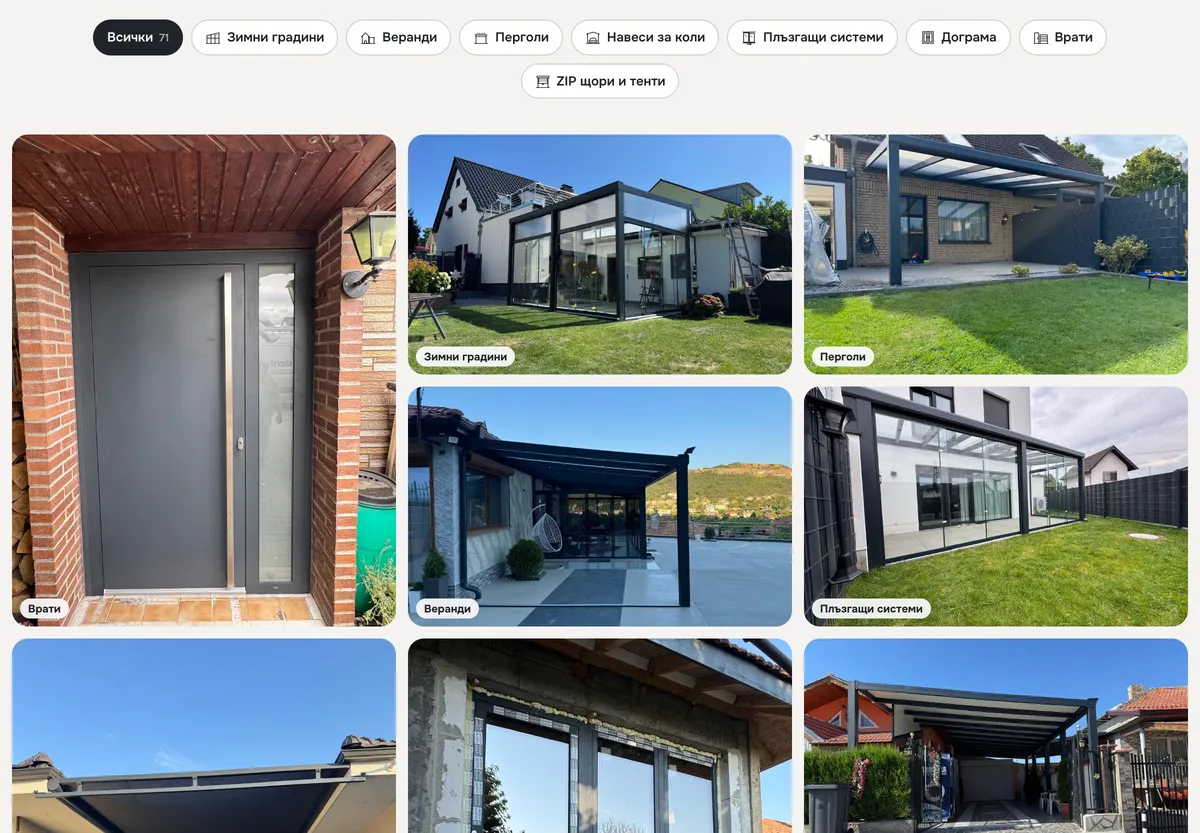 Всички 71
Зимни градини
Веранди
Перголи
Навеси за коли
Плъзгащи системи
Дограма
Врати
ZIP щори и тенти
Зимни градини
Перголи
Врати
Веранди
Плъзгащи системи